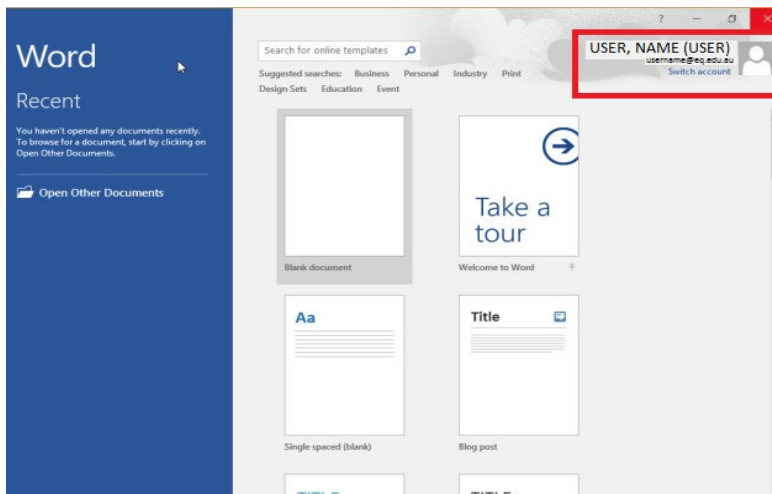 Word
Recent
You haven't opened any documents recently.
To browse for a document, start by clicking on
Open Other Documents.
Open Other Documents
?
Search for online templates
USER, NAME (USER)
username@eq.edu.au
Switch account
Suggested searches: Business Personal Industry Print
Design Sets Education Event
Take a
tour
Blank document
Welcome to Word
Aa
Title
Single spaced (blank)
Blog post
TITLE
TITLE